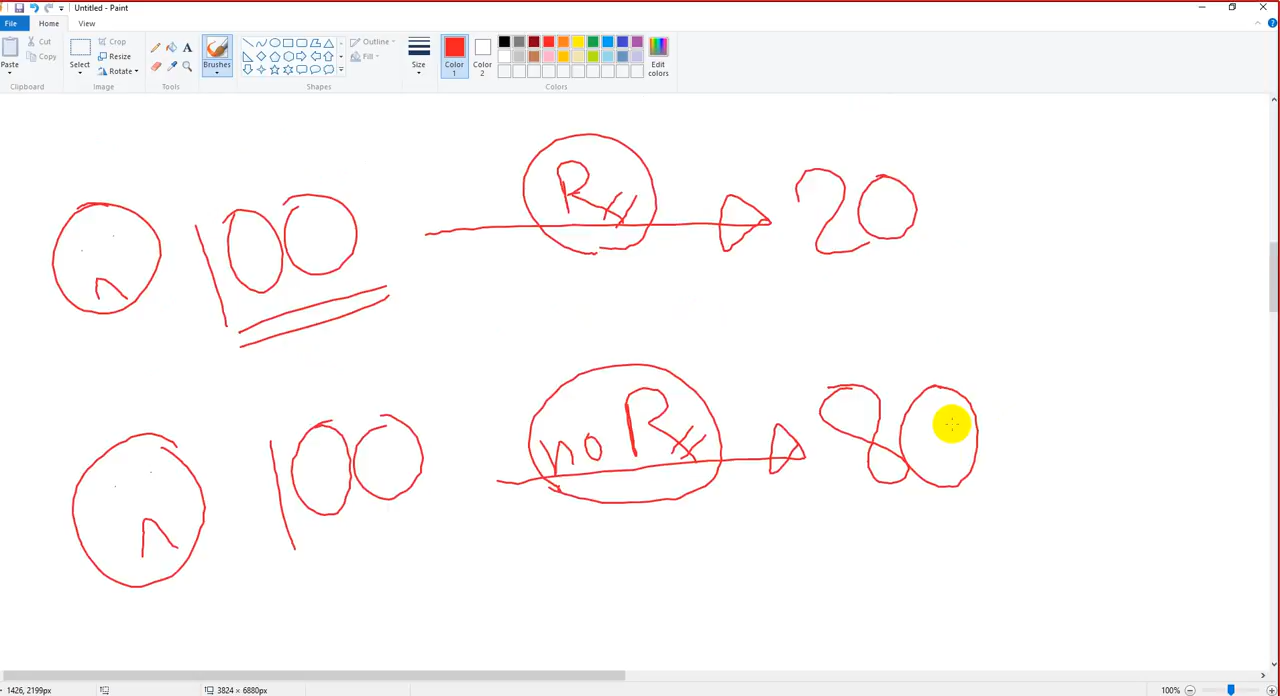 Untitled - Paint
File Home View
Paste
Cut
Copy
Clipboard
Select
Crop
Resize
Rotate
Image
A
Tools
Brushes
Shapes
Outline
Fill
Size
Color 1
Color 2
Edit colors
Colors
100 Rx 20
100 no Rx 80
1426, 2199px
3824 × 6880px
100%